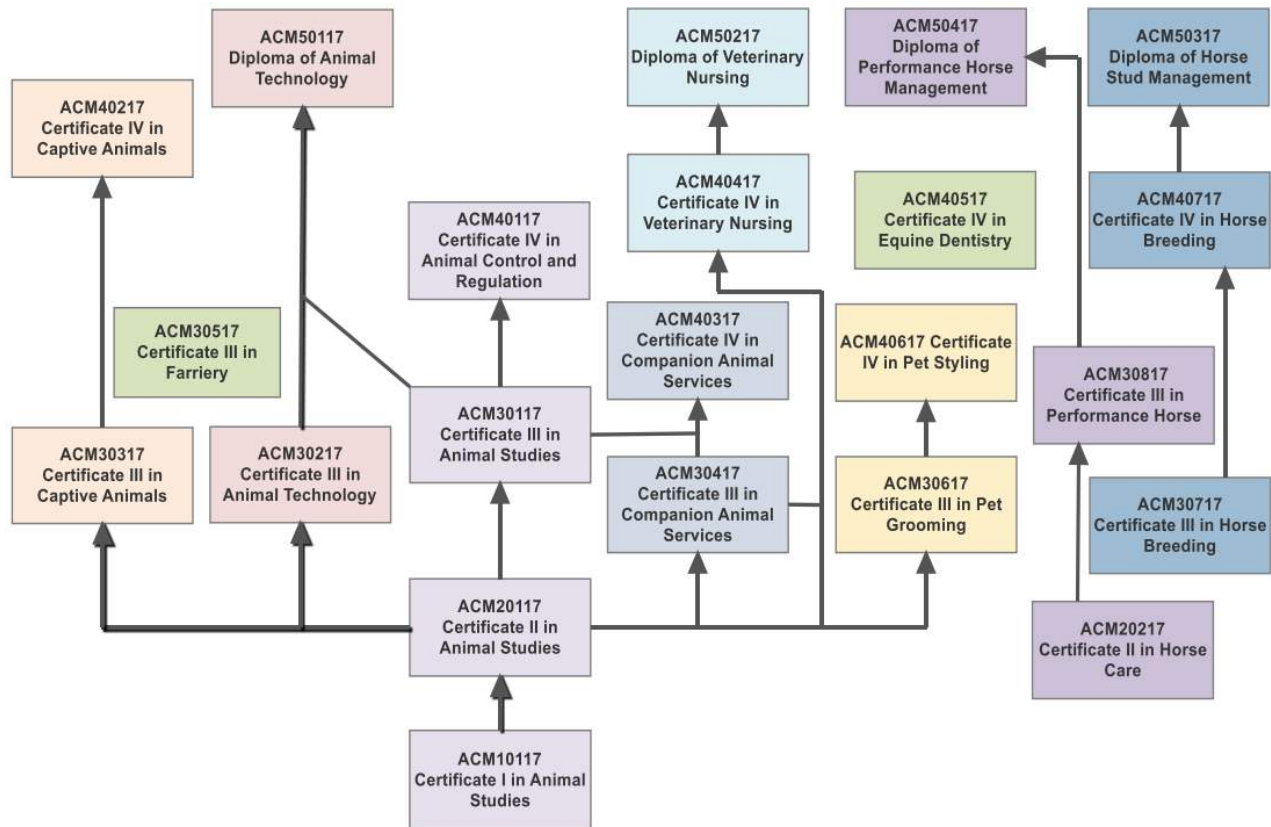 ACM50117
Diploma of Animal
Technology
ACM50217
Diploma of Veterinary
Nursing
ACM50417
Diploma of
Performance Horse
Management
ACM50317
Diploma of Horse
Stud Management
ACM40217
Certificate IV in
Captive Animals
ACM40117
Certificate IV in
Animal Control and
Regulation
ACM40417
Certificate IV in
Veterinary Nursing
ACM40517
Certificate IV in
Equine Dentistry
ACM40717
Certificate IV in Horse
Breeding
ACM30517
Certificate III in
Farriery
ACM40317
Certificate IV in
Companion Animal
Services
ACM40617 Certificate
IV in Pet Styling
ACM30817
Certificate III in
Performance Horse
ACM30317
Certificate III in
Captive Animals
ACM30217
Certificate III in
Animal Technology
ACM30117
Certificate III in
Animal Studies
ACM30417
Certificate III in
Companion Animal
Services
ACM30617
Certificate III in Pet
Grooming
ACM30717
Certificate III in Horse
Breeding
ACM20117
Certificate II in
Animal Studies
ACM20217
Certificate II in Horse
Care
ACM10117
Certificate I in Animal
Studies